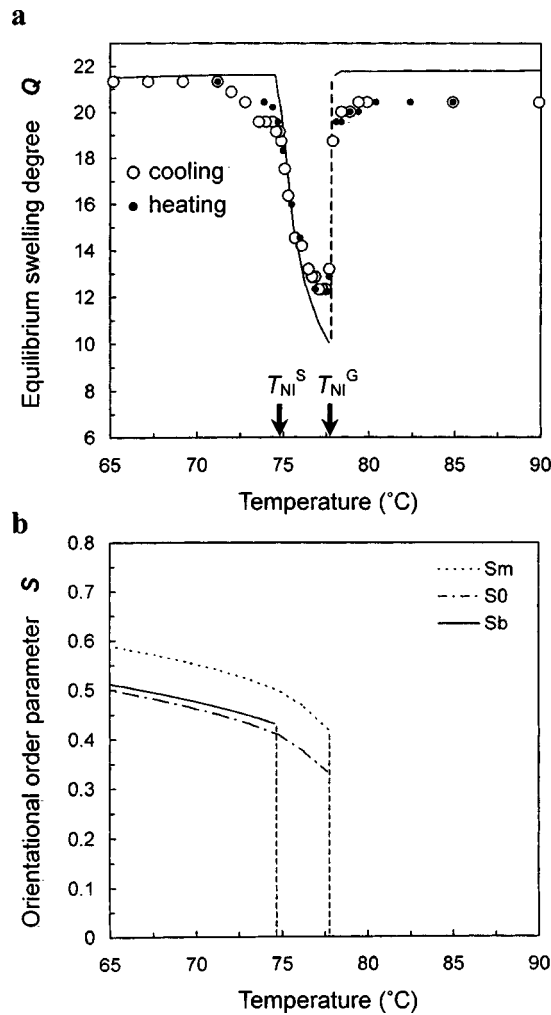 a
Equilibrium swelling degree Q
22
20
18
16
14
12
10
8
6
cooling
heating
T_NI^S T_NI^G
65 70 75 80 85 90
Temperature (°C)
b
Orientational order parameter S
0.8
0.7
0.6
0.5
0.4
0.3
0.2
0.1
0
Sm
S0
Sb
65 70 75 80 85 90
Temperature (°C)